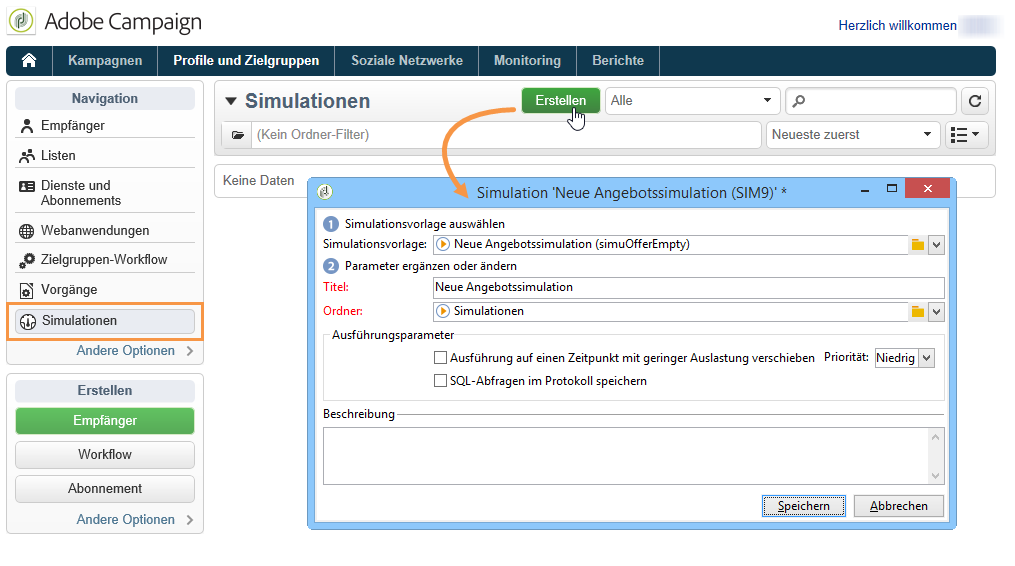 Adobe Campaign
Herzlich willkommen
Kampagnen
Profile und Zielgruppen
Soziale Netzwerke
Monitoring
Berichte
Navigation
Empfänger
Listen
Dienste und
Abonnements
Webanwendungen
Zielgruppen-Workflow
Vorgänge
Simulationen
Andere Optionen
Erstellen
Empfänger
Workflow
Abonnement
Andere Optionen
Simulationen
Erstellen
Alle
(Kein Ordner-Filter)
Neueste zuerst
Keine Daten
Simulation 'Neue Angebotssimulation (SIM9)' *
1 Simulationsvorlage auswählen
Simulationsvorlage: Neue Angebotssimulation (simuOfferEmpty)
2 Parameter ergänzen oder ändern
Titel: Neue Angebotssimulation
Ordner: Simulationen
Ausführungsparameter
Ausführung auf einen Zeitpunkt mit geringer Auslastung verschieben Priorität: Niedrig
SQL-Abfragen im Protokoll speichern
Beschreibung
Speichern
Abbrechen